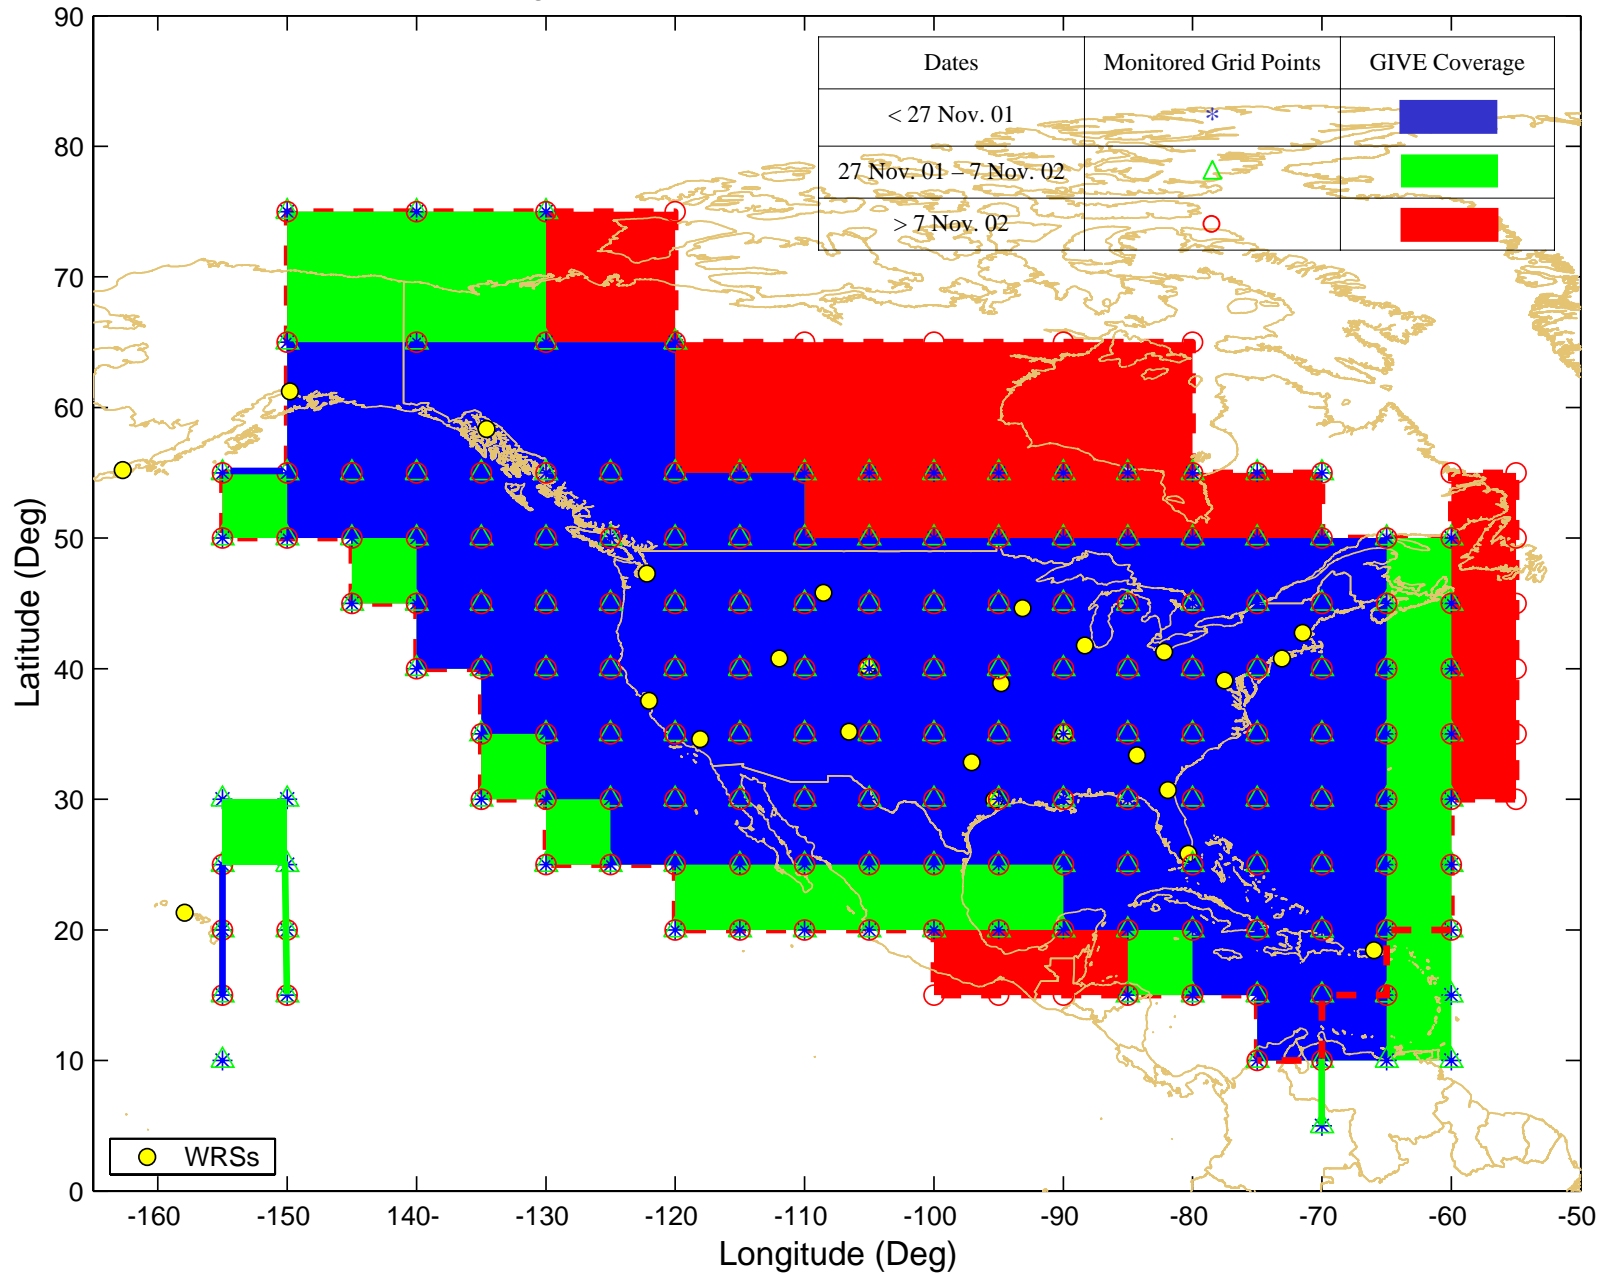 90
80
70
60
50
40
30
20
10
0
Latitude (Deg)
Dates Monitored Grid Points GIVE Coverage
< 27 Nov. 01 *
27 Nov. 01 – 7 Nov. 02
> 7 Nov. 02
WRSs
-160 -150 140- -130 -120 -110 -100 -90 -80 -70 -60 -50
Longitude (Deg)